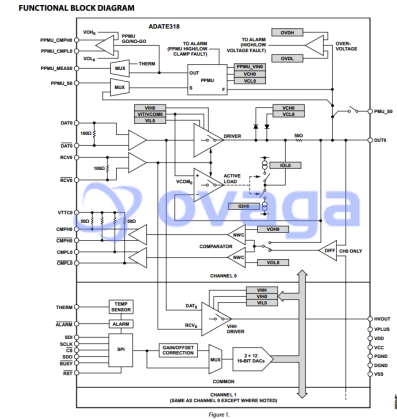 FUNCTIONAL BLOCK DIAGRAM
ADATE318
VOH0
PPMU
GO/NO-GO
VOL0
PPMU_CMPH0
PPMU_CMPL0
PPMU_MEAS0
PPMU_S0
THERM
MUX
MUX
TO ALARM
(PPMU HIGH/LOW
CLAMP FAULT)
OUT
PPMU
S
F
PPMU_VIN0
VCH0
VCL0
TO ALARM
(HIGH/LOW
VOLTAGE FAULT)
OVDH
OVDL
OVER-
VOLTAGE
PMU_S0
DAT0
DAT0
RCV0
RCV0
100Ω
100Ω
VIH0
VIT/VCOM0
VIL0
DRIVER
VCH0
VCL0
50Ω
DUT0
VCOM0
ACTIVE
LOAD
IOL0
IOH0
ovaga
VTTC0
50Ω
50Ω
CMPH0
CMPH0
CMPL0
CMPL0
COMPARATOR
NWC
NWC
VOH0
VOL0
DIFF
CH0 ONLY
CHANNEL 0
THERM
TEMP
SENSOR
ALARM
ALARM
SDI
SCLK
CS
SDO
BUSY
RST
SPI
GAIN/OFFSET
CORRECTION
MUX
2 × 12
16-BIT DACs
DAT0
RCV0
VHH
VIH0
VIL0
VHH
DRIVER
COMMON
HVOUT
VPLUS
VDD
VCC
PGND
DGND
VSS
CHANNEL 1
(SAME AS CHANNEL 0 EXCEPT WHERE NOTED)
Figure 1.